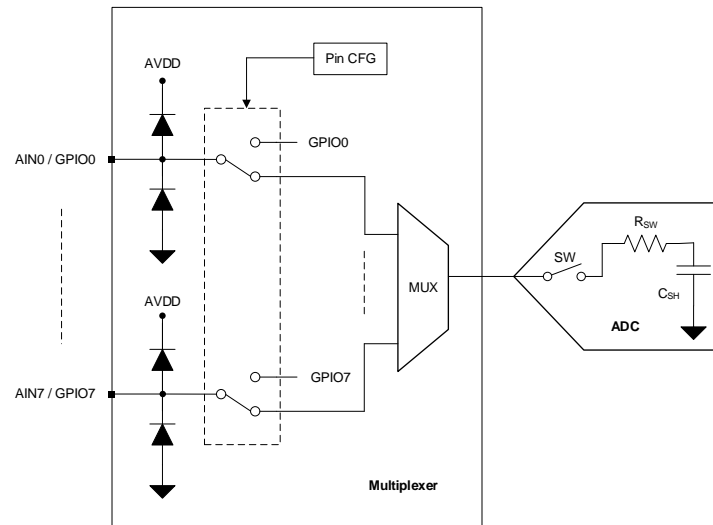 Pin CFG
AVDD
GPIO0
AIN0 / GPIO0
RSW
SW
MUX
CSH
AVDD
ADC
GPIO7
AIN7 / GPIO7
Multiplexer